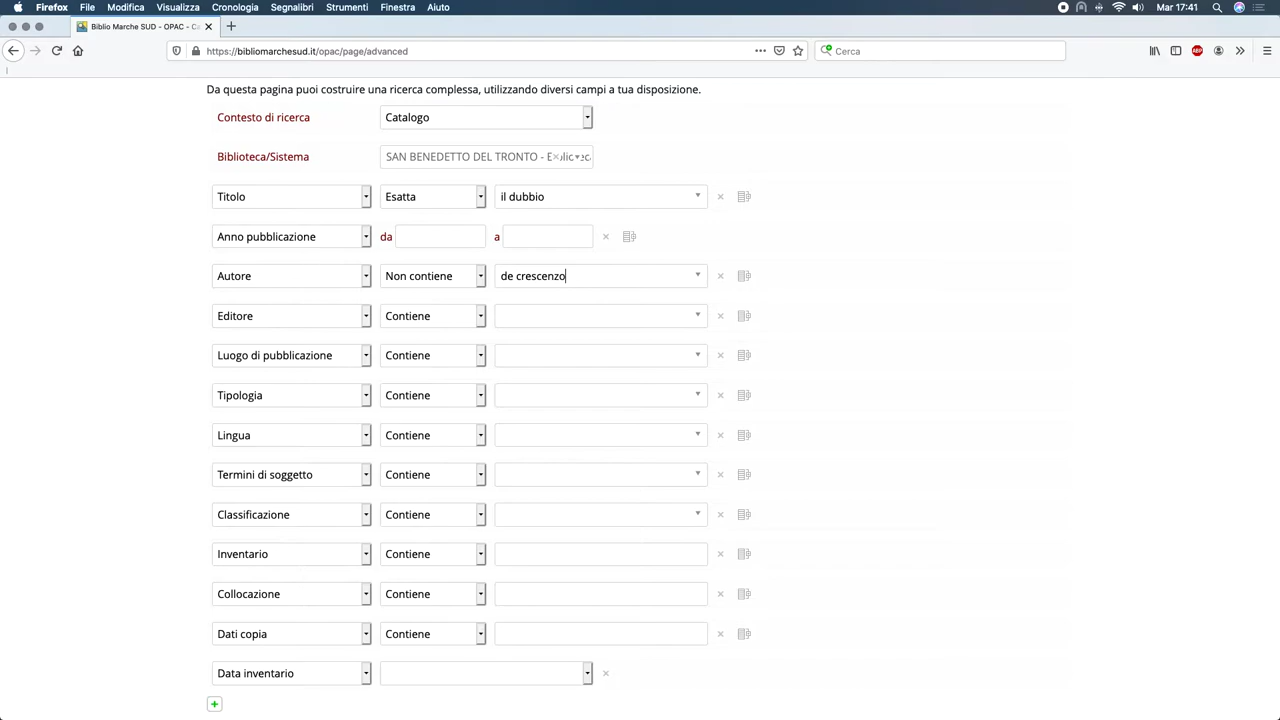 Firefox File Modifica Visualizza Cronologia Segnalibri Strumenti Finestra Aiuto Mar 17:41
Biblio Marche SUD - OPAC - Ca
https://bibliomarchesud.it/opac/page/advanced Cerca ABP
Da questa pagina puoi costruire una ricerca complessa, utilizzando diversi campi a tua disposizione.
Contesto di ricerca Catalogo
Biblioteca/Sistema SAN BENEDETTO DEL TRONTO -
Titolo Esatta il dubbio
Anno pubblicazione da a
Autore Non contiene de crescenzo
Editore Contiene
Luogo di pubblicazione Contiene
Tipologia Contiene
Lingua Contiene
Termini di soggetto Contiene
Classificazione Contiene
Inventario Contiene
Collocazione Contiene
Dati copia Contiene
Data inventario